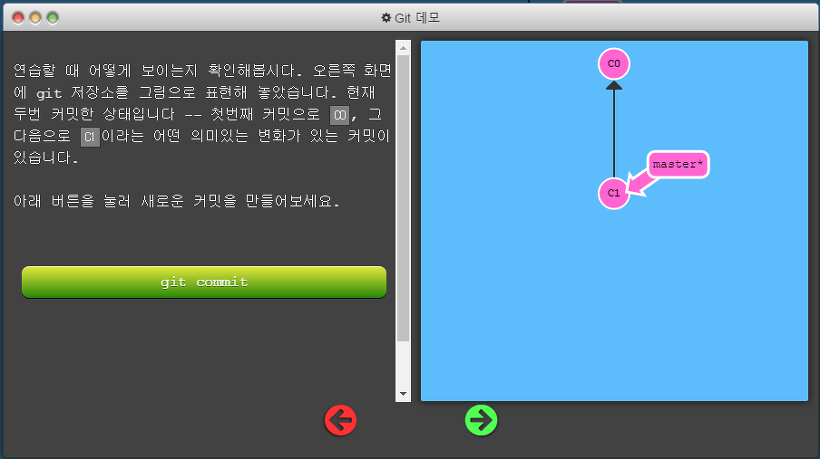 Git 데모
연습할 때 어떻게 보이는지 확인해봅시다. 오른쪽 화면
에 git 저장소를 그림으로 표현해 놓았습니다. 현재
두번 커밋한 상태입니다 -- 첫번째 커밋으로 C0, 그
다음으로 C1이라는 어떤 의미있는 변화가 있는 커밋이
있습니다.
아래 버튼을 눌러 새로운 커밋을 만들어보세요.
git commit
C0
master*
C1